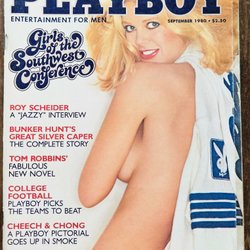 PLAYBOY
ENTERTAINMENT FOR MEN
SEPTEMBER 1980 • $2.50
Girls
of the
Southwest
Conference
ROY SCHEIDER
A "JAZZY" INTERVIEW
BUNKER HUNT'S
GREAT SILVER CAPER
THE COMPLETE STORY
TOM ROBBINS'
FABULOUS
NEW NOVEL
COLLEGE
FOOTBALL
PLAYBOY PICKS
THE TEAMS TO BEAT
CHEECH & CHONG
A PLAYBOY PICTORIAL
GOES UP IN SMOKE